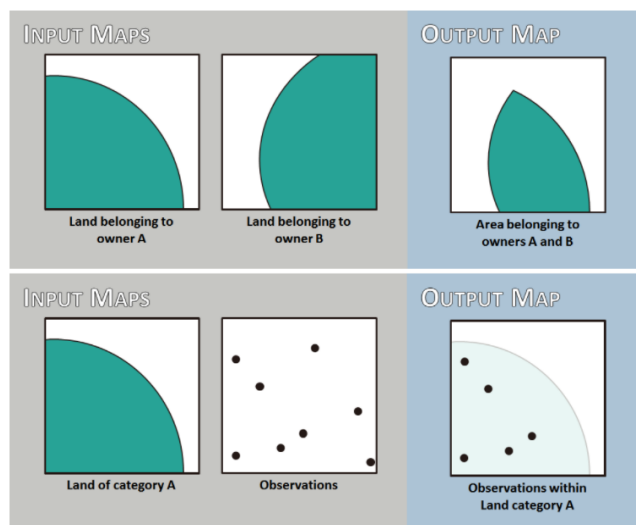 INPUT MAPS
OUTPUT MAP
Land belonging to
owner A
Land belonging to
owner B
Area belonging to
owners A and B
INPUT MAPS
OUTPUT MAP
Land of category A
Observations
Observations within
Land category A